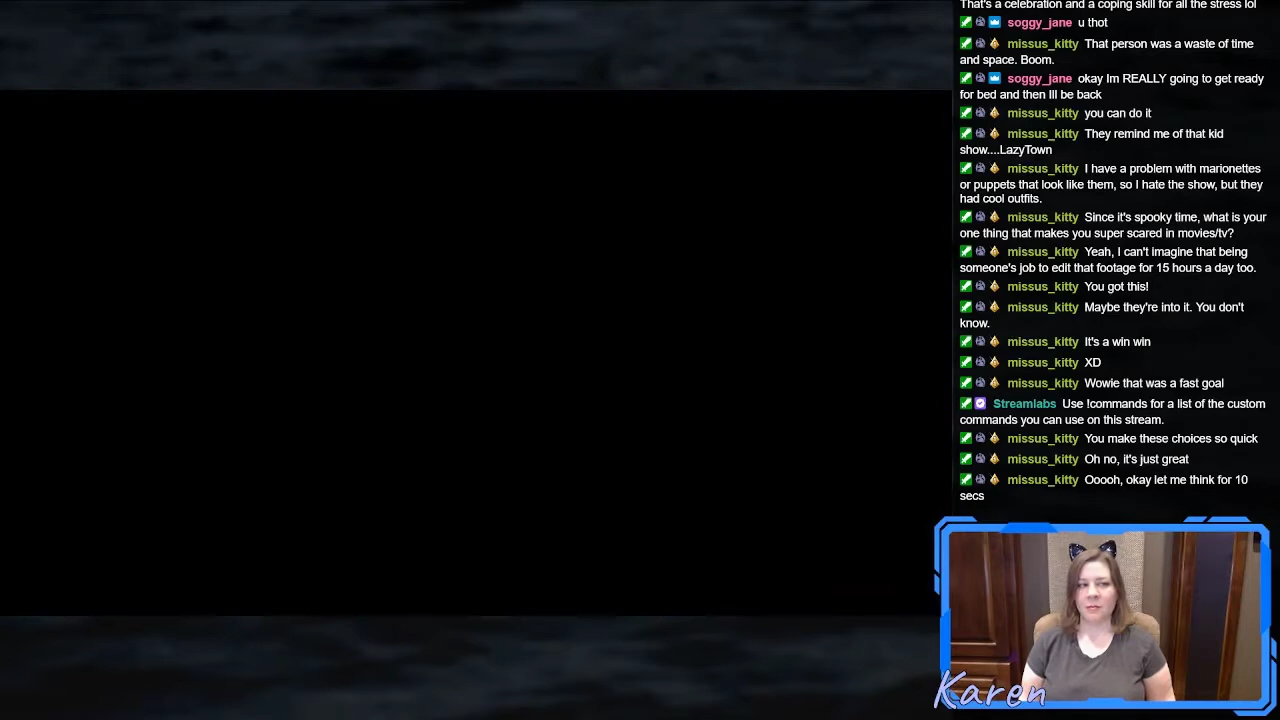 That's a celebration and a coping skill for all the stress lol
soggy_jane u thot
missus_kitty That person was a waste of time
and space. Boom.
soggy_jane okay Im REALLY going to get ready
for bed and then Ill be back
missus_kitty you can do it
missus_kitty They remind me of that kid
show....LazyTown
missus_kitty I have a problem with marionettes
or puppets that look like them, so I hate the show, but they
had cool outfits.
missus_kitty Since it's spooky time, what is your
one thing that makes you super scared in movies/tv?
missus_kitty Yeah, I can't imagine that being
someone's job to edit that footage for 15 hours a day too.
missus_kitty You got this!
missus_kitty Maybe they're into it. You don't
know.
missus_kitty It's a win win
missus_kitty XD
missus_kitty Wowie that was a fast goal
Streamlabs Use !commands for a list of the custom
commands you can use on this stream.
missus_kitty You make these choices so quick
missus_kitty Oh no, it's just great
missus_kitty Ooooh, okay let me think for 10
secs
Karen